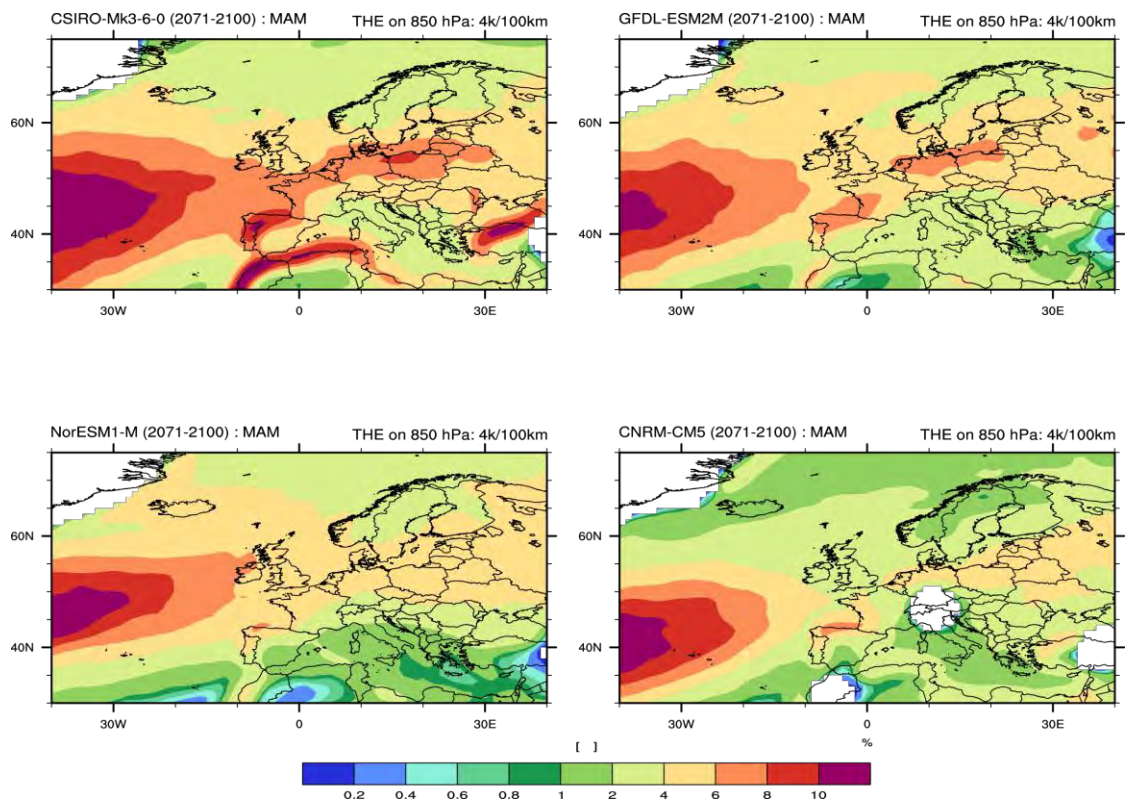 CSIRO-Mk3-6-0 (2071-2100) : MAM THE on 850 hPa: 4k/100km
GFDL-ESM2M (2071-2100) : MAM THE on 850 hPa: 4k/100km
60N
40N
30W 0 30E
60N
40N
30W 0 30E
NorESM1-M (2071-2100) : MAM THE on 850 hPa: 4k/100km
CNRM-CM5 (2071-2100) : MAM THE on 850 hPa: 4k/100km
60N
40N
30W 0 30E
60N
40N
30W 0 30E
[ ] %
0.2 0.4 0.6 0.8 1 2 4 6 8 10